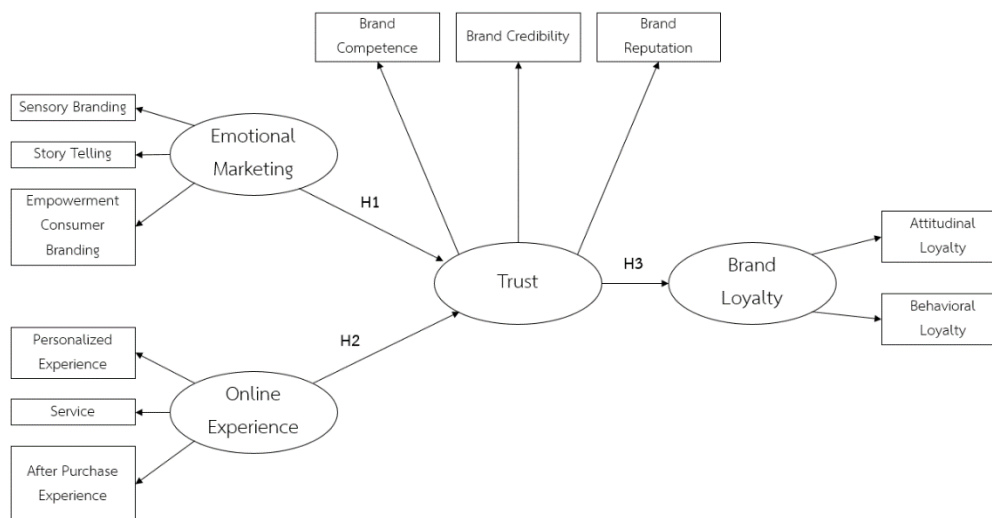 Brand
Competence
Brand Credibility
Brand
Reputation
Sensory Branding
Story Telling
Empowerment
Consumer
Branding
Emotional
Marketing
H1
Attitudinal
Loyalty
Trust
H3
Brand
Loyalty
Behavioral
Loyalty
Personalized
Experience
H2
Service
Online
Experience
After Purchase
Experience